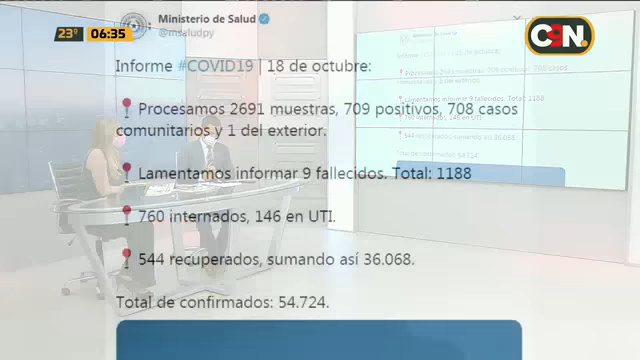 23° 06:35
Ministerio de Salud
@msaludpy
C9N.
Informe #COVID19 | 18 de octubre:
Procesamos 2691 muestras, 709 positivos, 708 casos
comunitarios y 1 del exterior.
Lamentamos informar 9 fallecidos. Total: 1188
760 internados, 146 en UTI.
544 recuperados, sumando así 36.068.
Total de confirmados: 54.724.